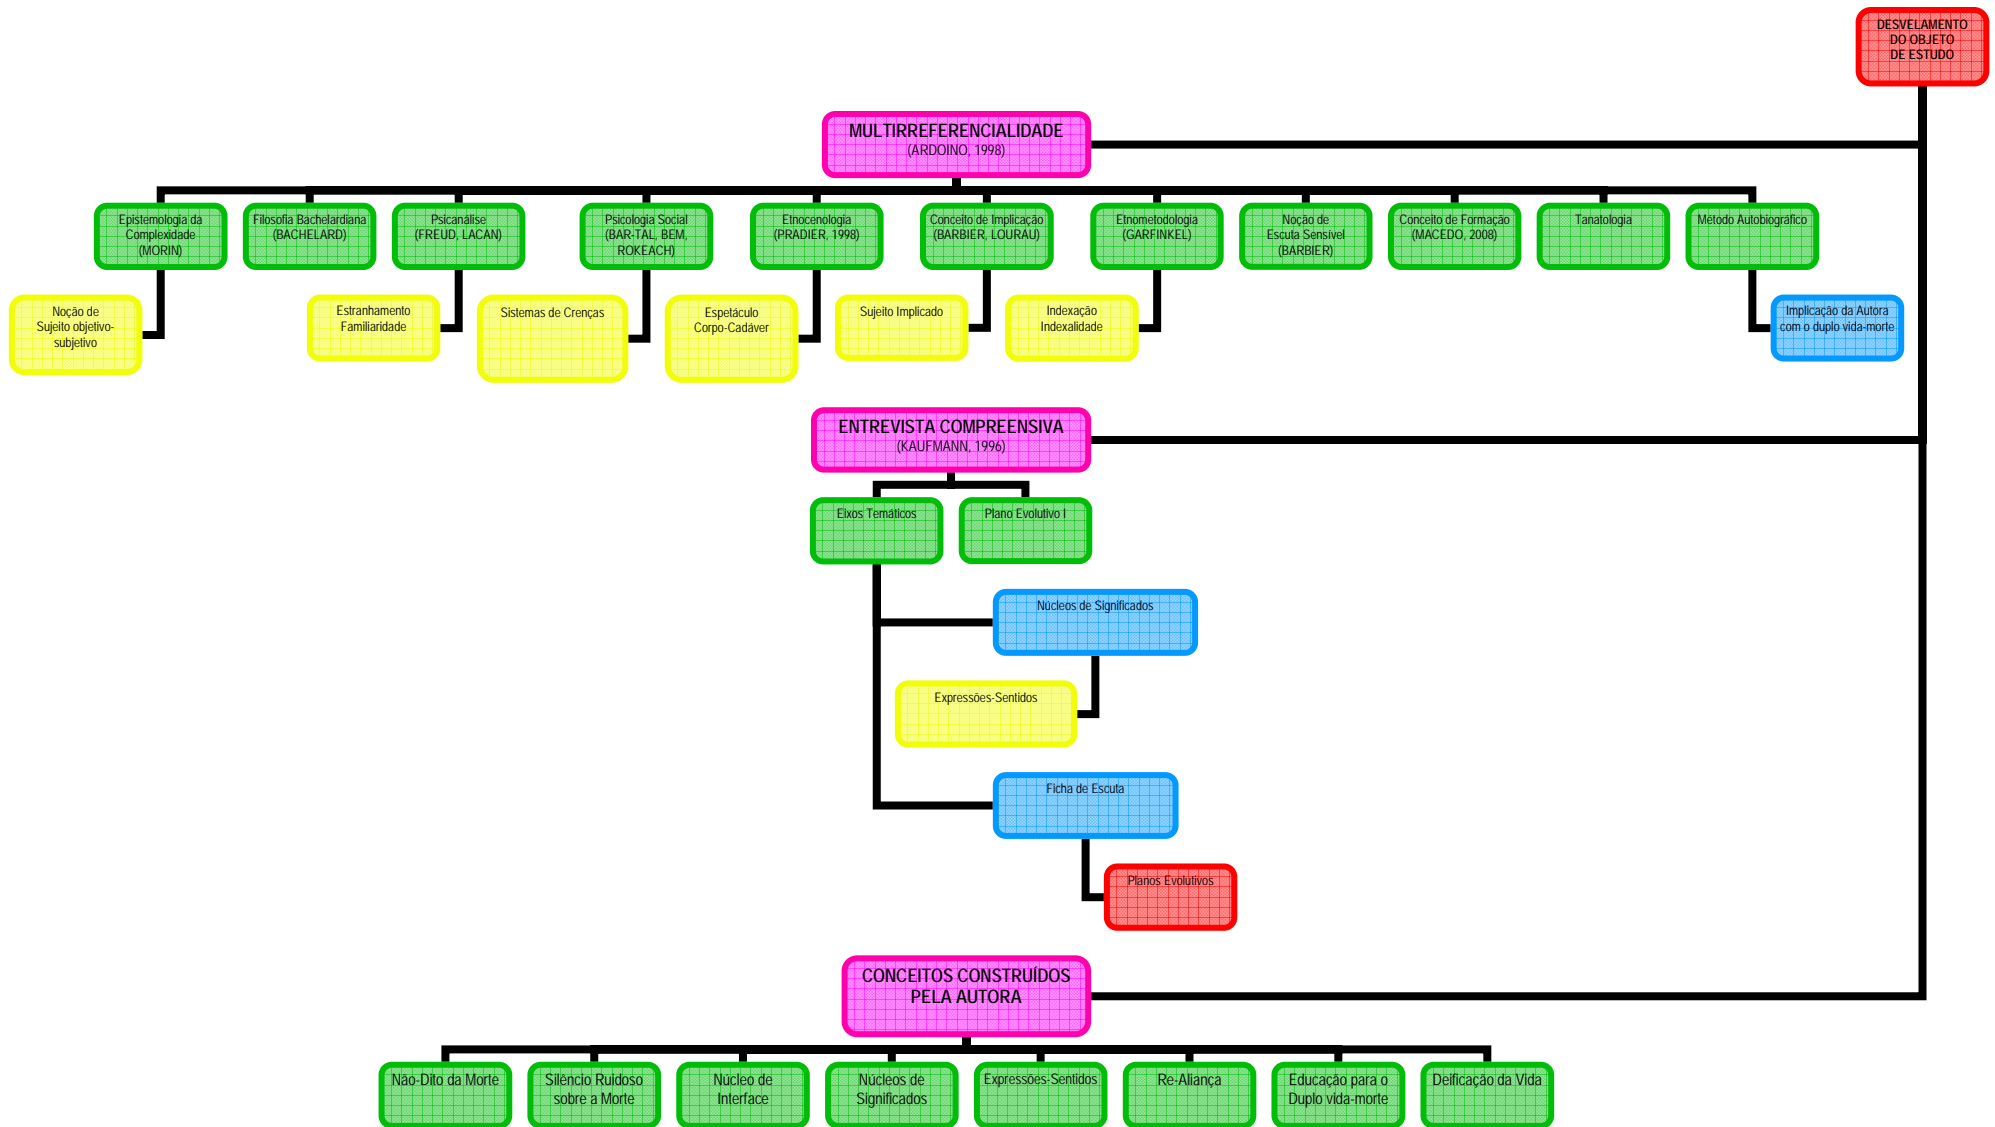 DESVELAMENTO
DO OBJETO
DE ESTUDO
MULTIRREFERENCIALIDADE
(ARDOINO, 1998)
Epistemologia da
Complexidade
(MORIN)
Filosofia Bachelardiana
(BACHELARD)
Psicanálise
(FREUD, LACAN)
Psicologia Social
(BAR-TAL, BEM,
ROKEACH)
Etnocenologia
(PRADIER, 1998)
Conceito de Implicação
(BARBIER, LOURAU)
Etnometodologia
(GARFINKEL)
Noção de
Escuta Sensível
(BARBIER)
Conceito de Formação
(MACEDO, 2008)
Tanatologia
Método Autobiográfico
Noção de
Sujeito objetivo-
subjetivo
Estranhamento
Familiaridade
Sistemas de Crenças
Espetáculo
Corpo-Cadáver
Sujeito Implicado
Indexação
Indexalidade
Implicação da Autora
com o duplo vida-morte
ENTREVISTA COMPREENSIVA
(KAUFMANN, 1996)
Eixos Temáticos
Plano Evolutivo I
Núcleos de Significados
Expressões-Sentidos
Ficha de Escuta
Planos Evolutivos
CONCEITOS CONSTRUÍDOS
PELA AUTORA
Não-Dito da Morte
Silêncio Ruidoso
sobre a Morte
Núcleo de
Interface
Núcleos de
Significados
Expressões-Sentidos
Re-Aliança
Educação para o
Duplo vida-morte
Deificação da Vida